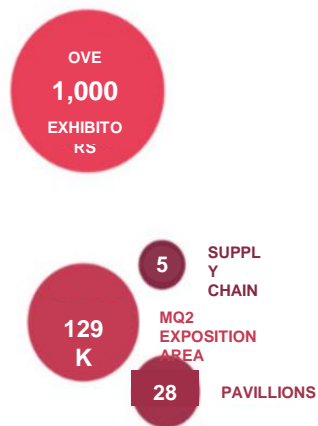 OVE
1,000
EXHIBITO
RS
5
SUPPL
Y
CHAIN
129
K
MQ2
EXPOSITION
AREA
28
PAVILLIONS